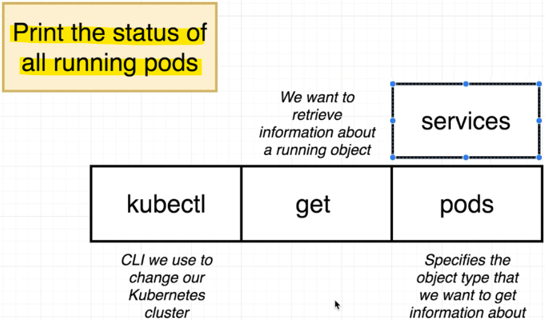 Print the status of
all running pods
We want to
retrieve
information about
a running object
services
kubectl
get
pods
CLI we use to
change our
Kubernetes
cluster
Specifies the
object type that
we want to get
information about